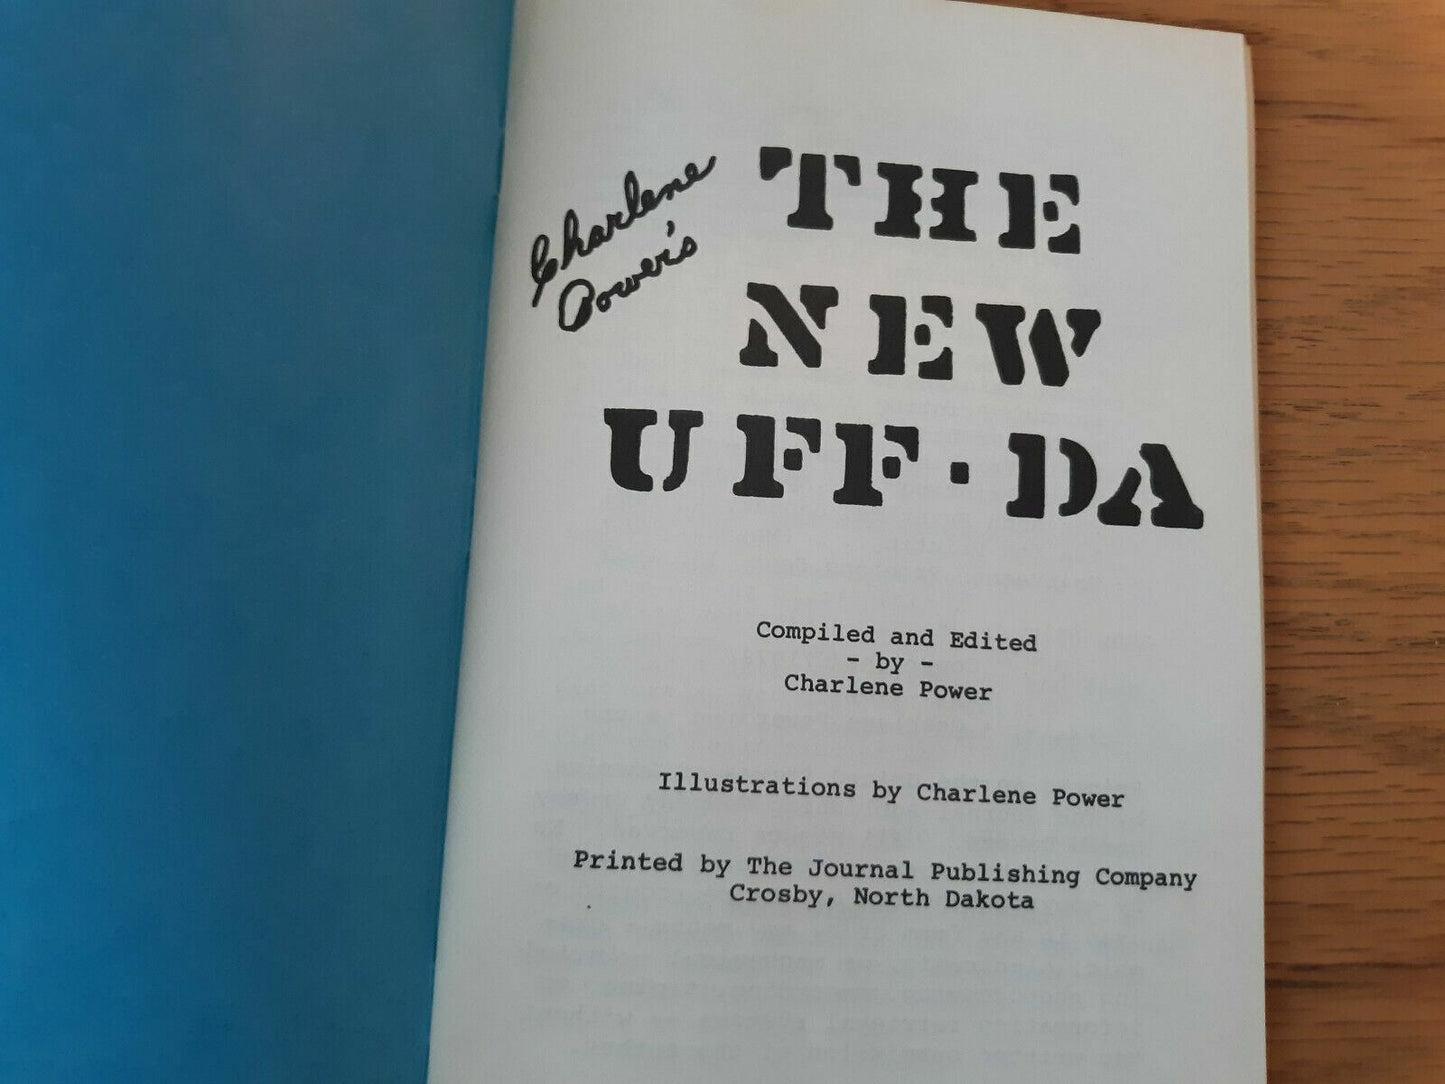 Charlene
Power's
THE
NEW
UFF·DA
Compiled and Edited
- by -
Charlene Power
Illustrations by Charlene Power
Printed by The Journal Publishing Company
Crosby, North Dakota